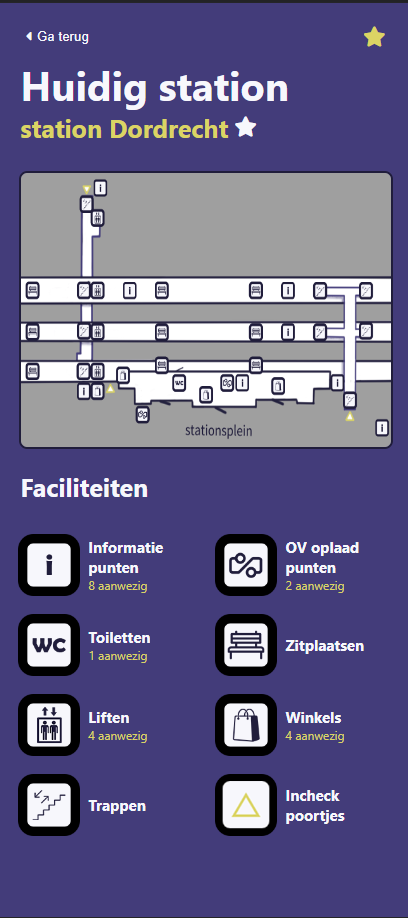 Ga terug
Huidig station
station Dordrecht
i
i
i
i
i
WC
i
i
i
i
stationsplein
Faciliteiten
i
Informatie
punten
8 aanwezig
OV oplaad
punten
2 aanwezig
WC
Toiletten
1 aanwezig
Zitplaatsen
Liften
4 aanwezig
Winkels
4 aanwezig
Trappen
Incheck
poortjes